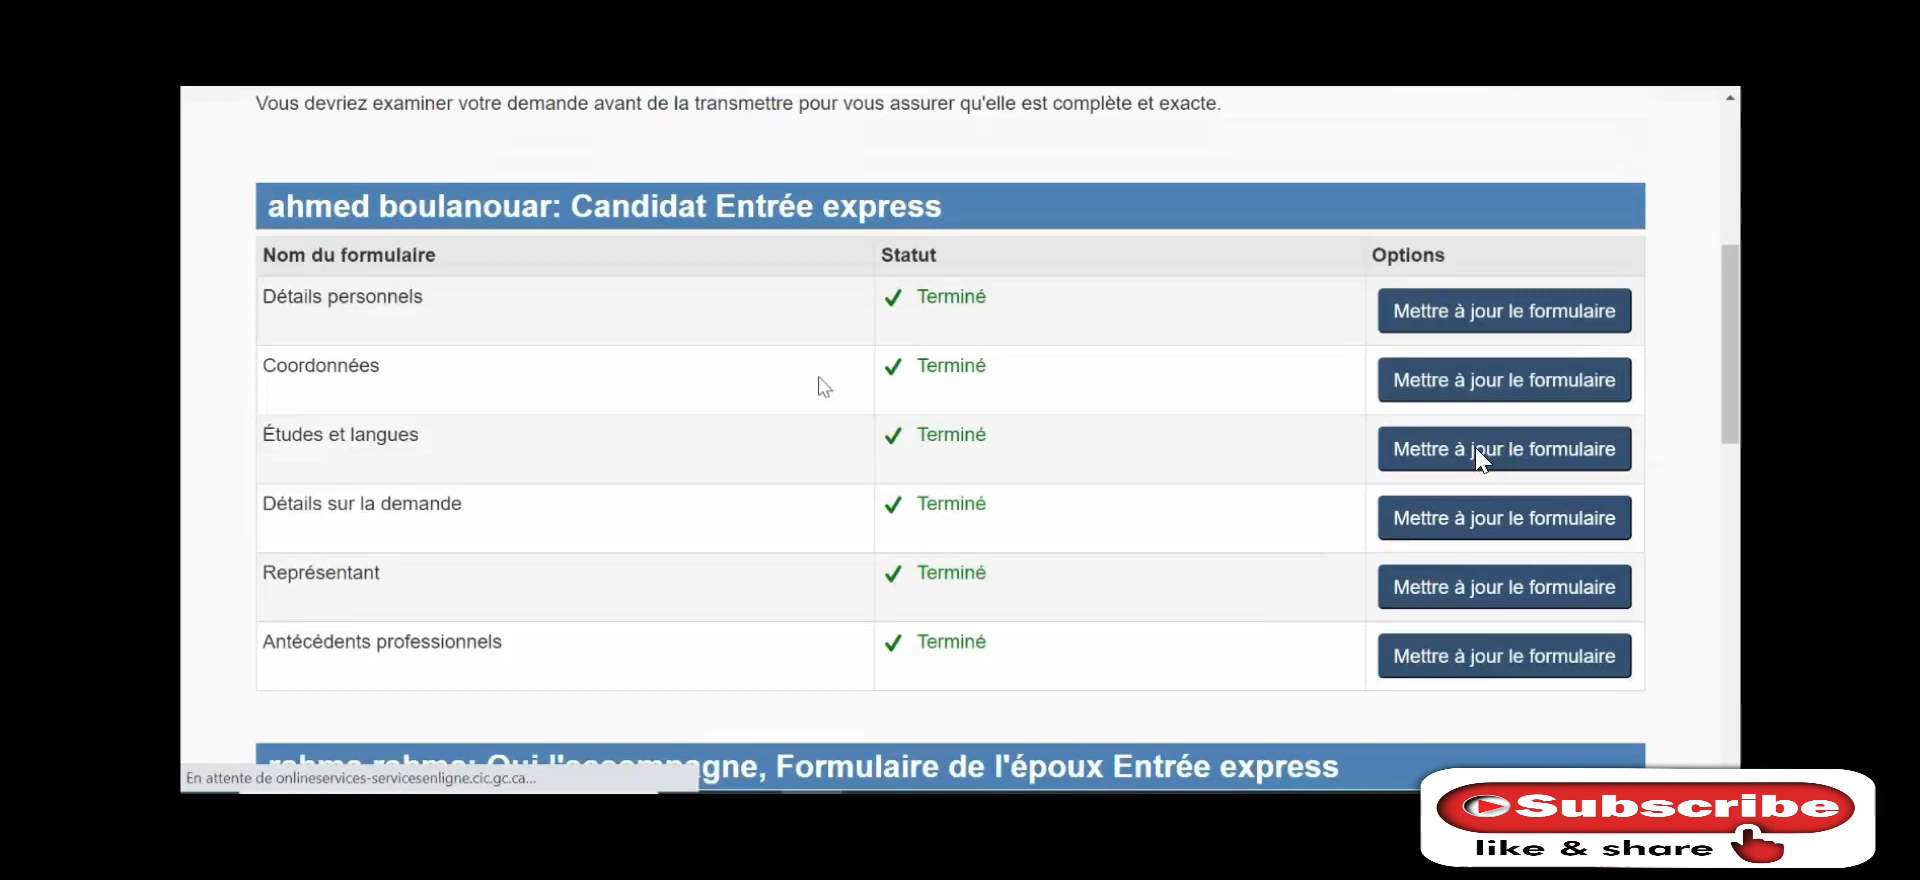 Vous devriez examiner votre demande avant de la transmettre pour vous assurer qu'elle est complète et exacte.
ahmed boulanouar: Candidat Entrée express
Nom du formulaire Statut Options
Détails personnels Terminé Mettre à jour le formulaire
Coordonnées Terminé Mettre à jour le formulaire
Études et langues Terminé Mettre à jour le formulaire
Détails sur la demande Terminé Mettre à jour le formulaire
Représentant Terminé Mettre à jour le formulaire
Antécédents professionnels Terminé Mettre à jour le formulaire
rahma rahma: Qui l'accompagne, Formulaire de l'époux Entrée express
En attente de onlineservices-servicesenligne.cic.gc.ca...
Subscribe
like & share